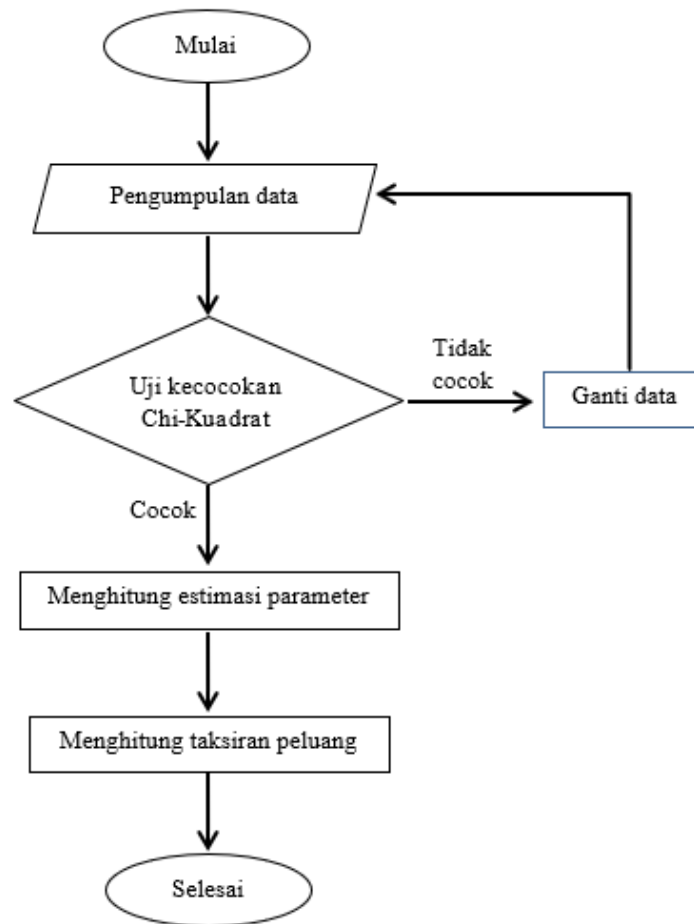 Mulai
Pengumpulan data
Uji kecocokan
Chi-Kuadrat
Tidak
cocok
Ganti data
Cocok
Menghitung estimasi parameter
Menghitung taksiran peluang
Selesai